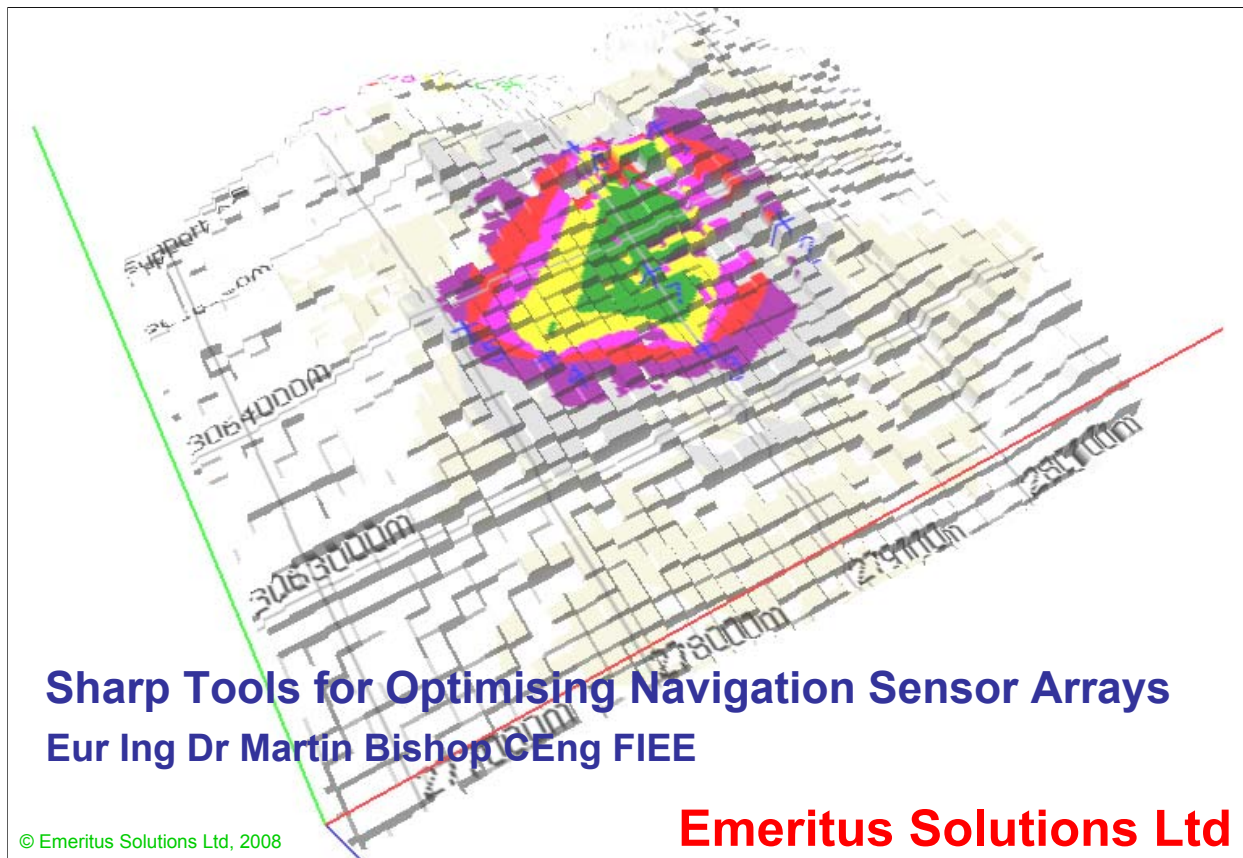 Support
3064000m
3063000m
278000m
Sharp Tools for Optimising Navigation Sensor Arrays
Eur Ing Dr Martin Bishop CEng FIEE
© Emeritus Solutions Ltd, 2008
Emeritus Solutions Ltd